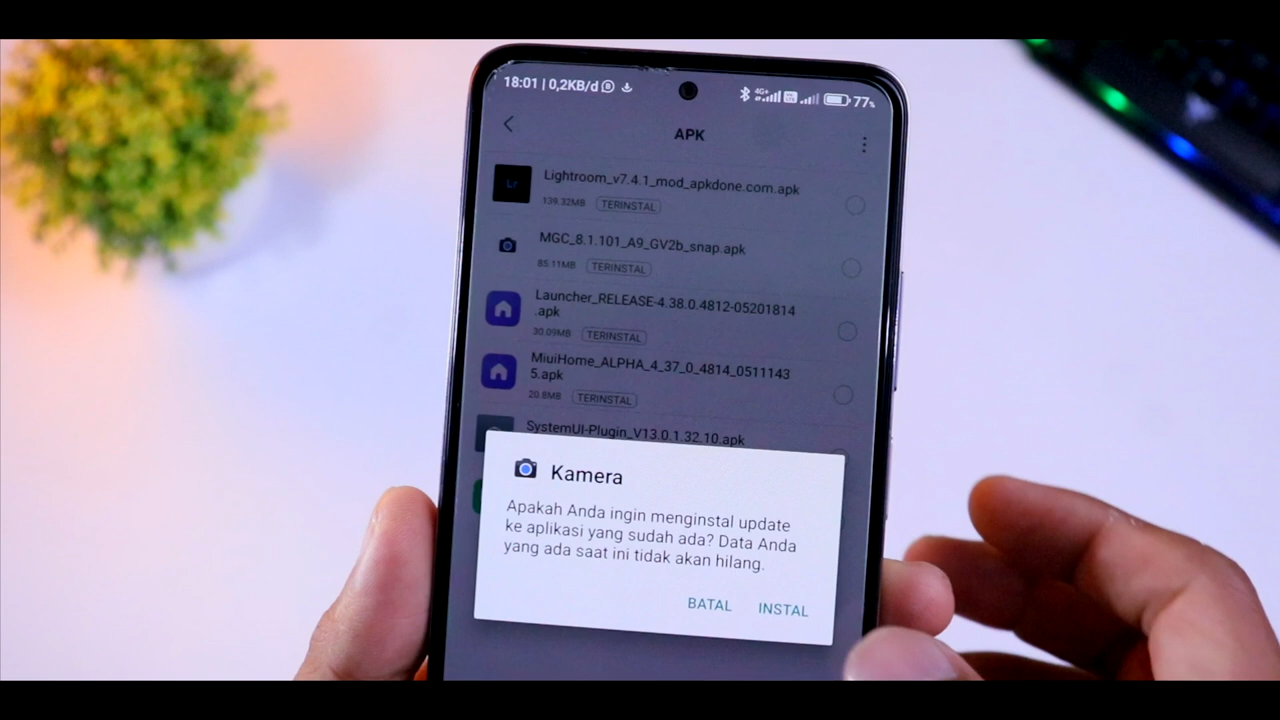 18:01 | 0,2KB/d
4G+
77%
APK
Lightroom_v7.4.1_mod_apkdone.com.apk
139.32MB TERINSTAL
MGC_8.1.101_A9_GV2b_snap.apk
85.11MB TERINSTAL
Launcher_RELEASE-4.38.0.4812-05201814
.apk
30.09MB TERINSTAL
MiuiHome_ALPHA_4_37_0_4814_0511143
5.apk
20.8MB TERINSTAL
SystemUI-Plugin_V13.0.1.32.10.apk
Kamera
Apakah Anda ingin menginstal update
ke aplikasi yang sudah ada? Data Anda
yang ada saat ini tidak akan hilang.
BATAL INSTAL